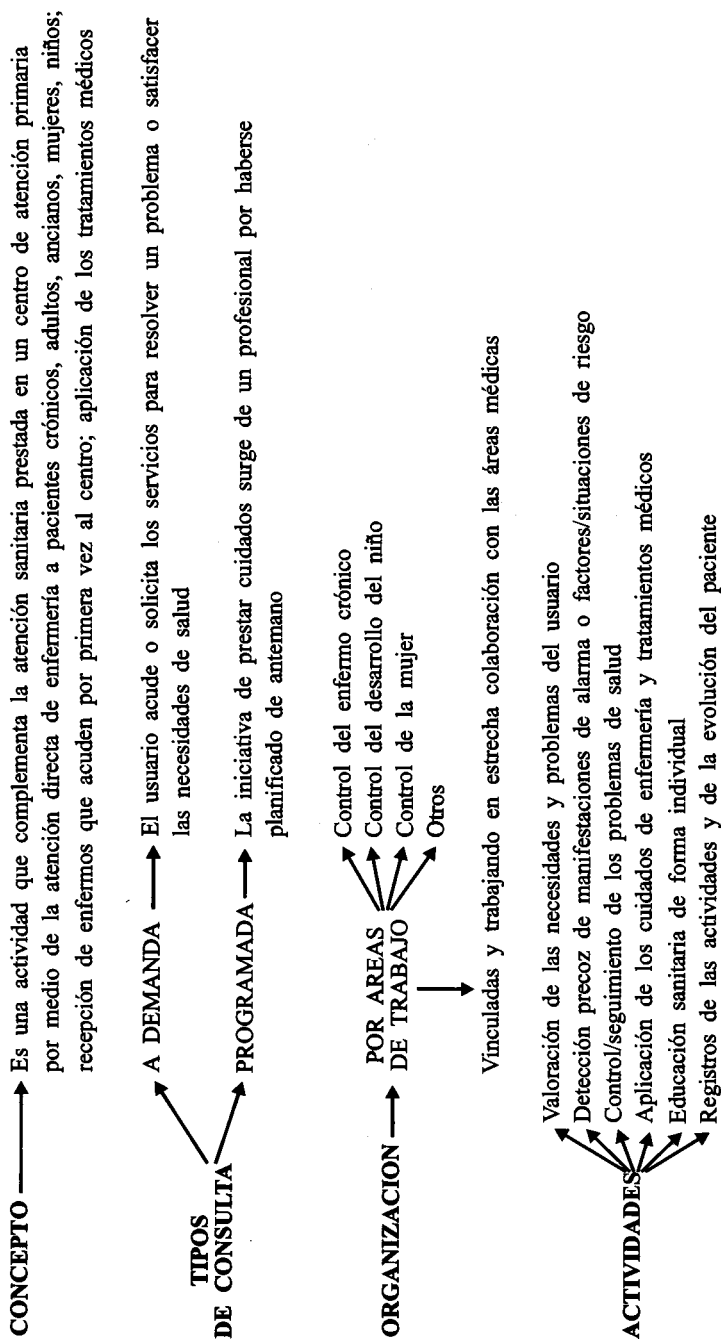 CONCEPTO
Es una actividad que complementa la atención sanitaria prestada en un centro de atención primaria
por medio de la atención directa de enfermería a pacientes crónicos, adultos, ancianos, mujeres, niños;
recepción de enfermos que acuden por primera vez al centro; aplicación de los tratamientos médicos
TIPOS
DE CONSULTA
A DEMANDA
El usuario acude o solicita los servicios para resolver un problema o satisfacer
las necesidades de salud
PROGRAMADA
La iniciativa de prestar cuidados surge de un profesional por haberse
planificado de antemano
ORGANIZACION
POR AREAS
DE TRABAJO
Control del enfermo crónico
Control del desarrollo del niño
Control de la mujer
Otros
Vinculadas y trabajando en estrecha colaboración con las áreas médicas
ACTIVIDADES
Valoración de las necesidades y problemas del usuario
Detección precoz de manifestaciones de alarma o factores/situaciones de riesgo
Control/seguimiento de los problemas de salud
Aplicación de los cuidados de enfermería y tratamientos médicos
Educación sanitaria de forma individual
Registros de las actividades y de la evolución del paciente